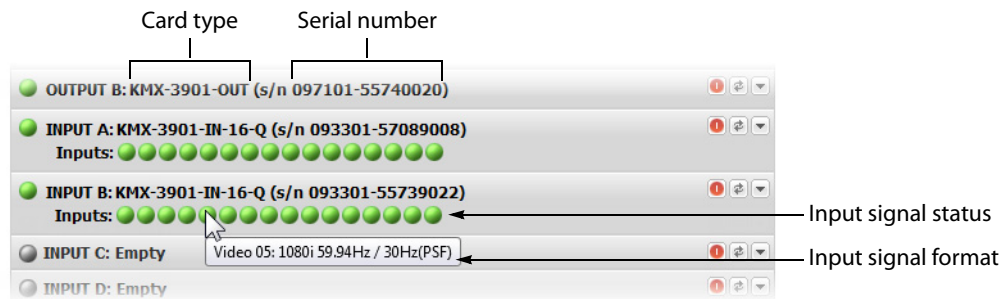 Card type Serial number
OUTPUT B: KMX-3901-OUT (s/n 097101-55740020)
INPUT A: KMX-3901-IN-16-Q (s/n 093301-57089008)
Inputs:
INPUT B: KMX-3901-IN-16-Q (s/n 093301-55739022)
Inputs:
Input signal status
INPUT C: Empty
Video 05: 1080i 59.94Hz / 30Hz(PSF)
Input signal format
INPUT D: Empty